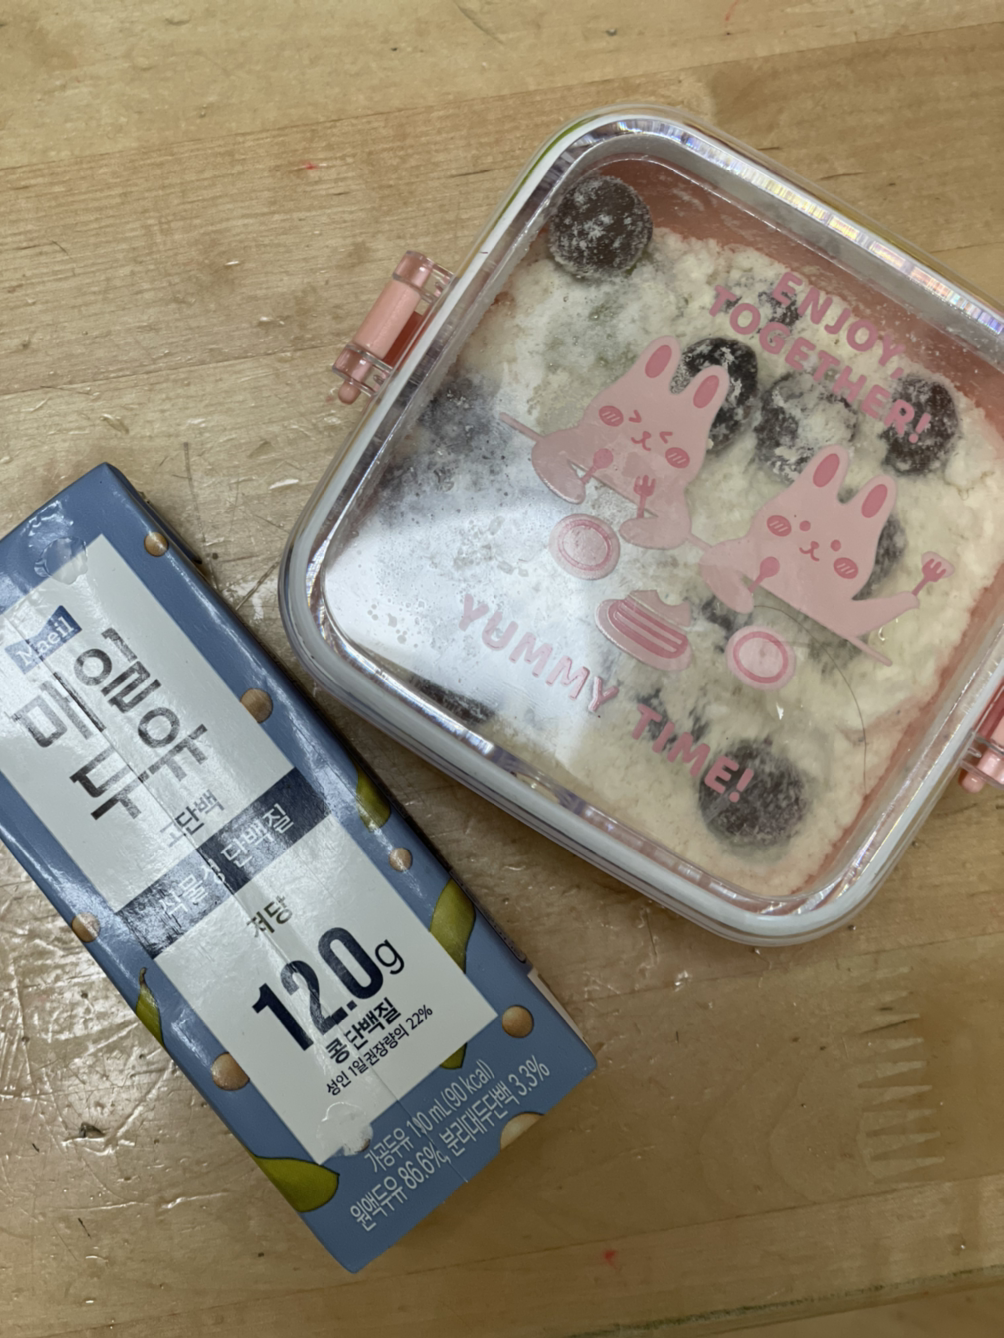 ENJOY,
TOGETHER!
YUMMY TIME!
Maeil
매일
두유
고단백
식물성 단백질
저당
12.0g
콩단백질
성인 1일권장량의 22%
가공두유 190 mL(90 kcal)
원액두유 86.6%, 분리대두단백 3.3%